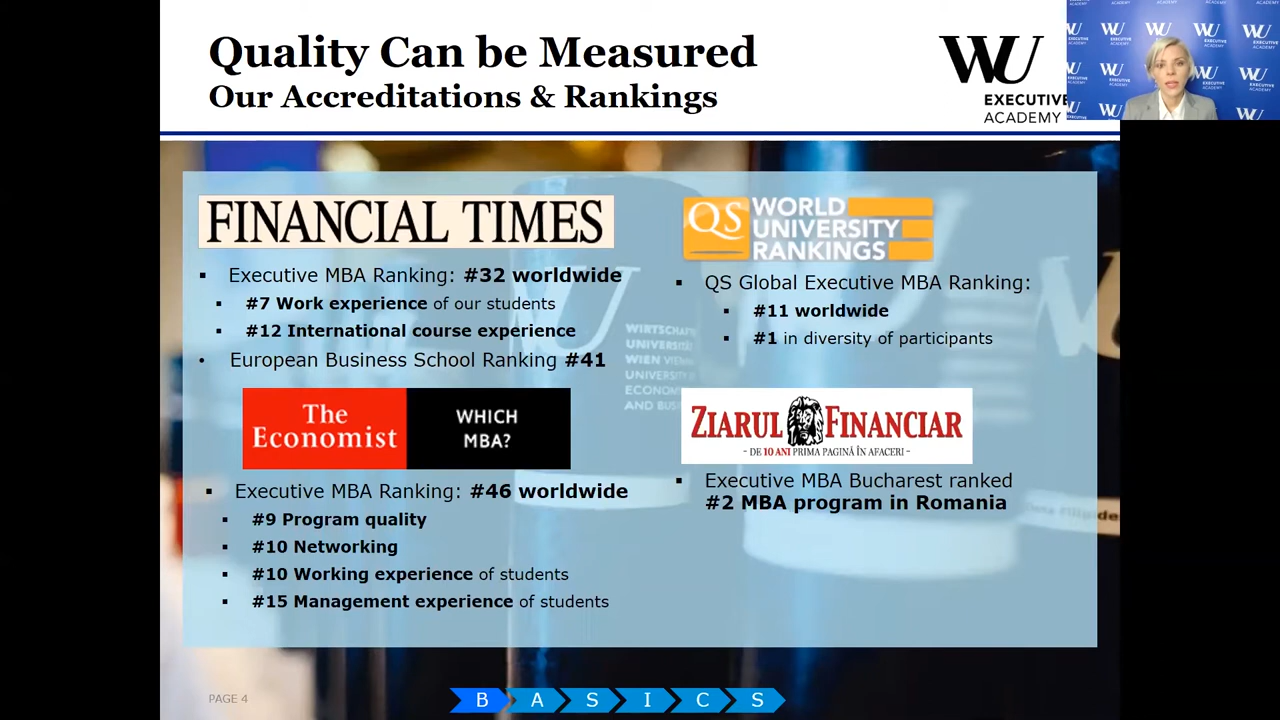 Quality Can be Measured
Our Accreditations & Rankings
WU
EXECUTIVE
ACADEMY
FINANCIAL TIMES
▪ Executive MBA Ranking: #32 worldwide
▪ #7 Work experience of our students
▪ #12 International course experience
• European Business School Ranking #41
The
Economist
WHICH
MBA?
▪ Executive MBA Ranking: #46 worldwide
▪ #9 Program quality
▪ #10 Networking
▪ #10 Working experience of students
▪ #15 Management experience of students
QS WORLD
UNIVERSITY
RANKINGS
▪ QS Global Executive MBA Ranking:
▪ #11 worldwide
▪ #1 in diversity of participants
ZIARUL FINANCIAR
- DE 10 ANI PRIMA PAGINĂ ÎN AFACERI -
▪ Executive MBA Bucharest ranked
#2 MBA program in Romania
PAGE 4
B A S I C S